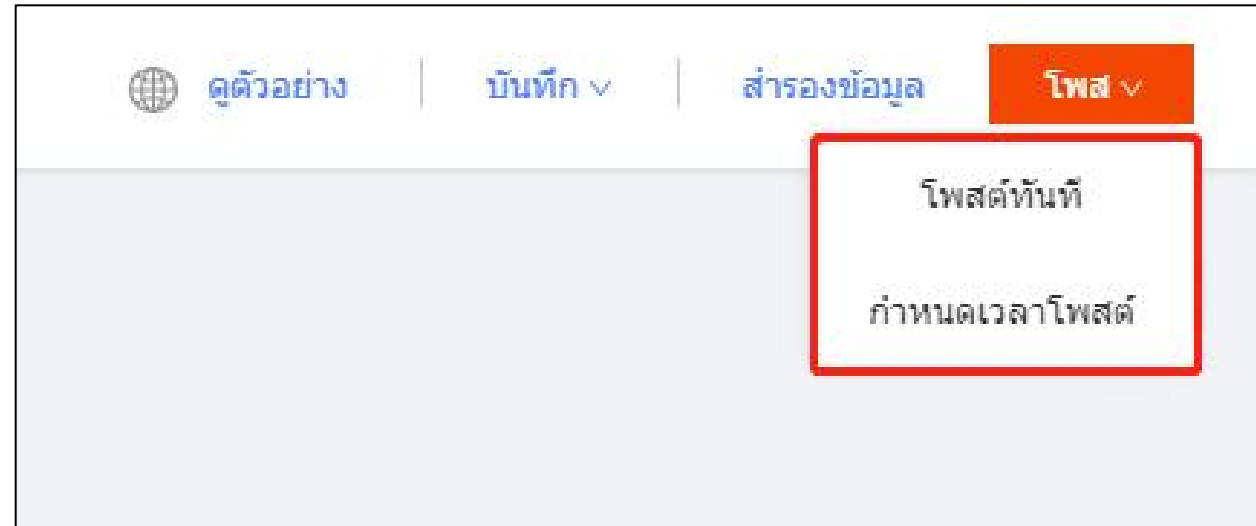 ดูตัวอย่าง บันทึก สำรองข้อมูล โพส
โพสต์ทันที
กำหนดเวลาโพสต์